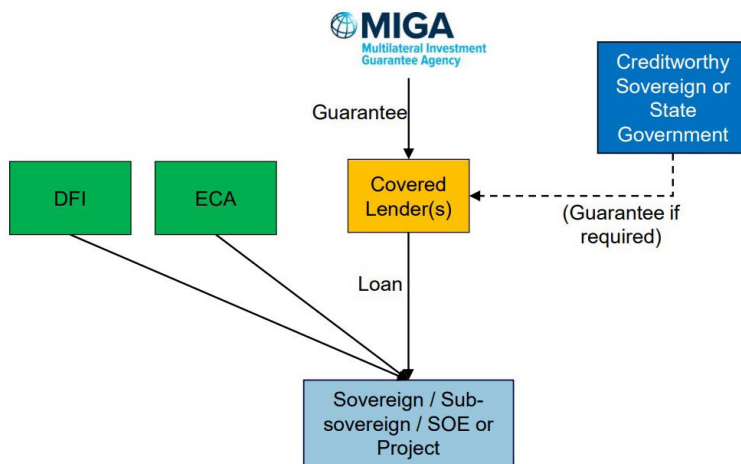 MIGA
Multilateral Investment
Guarantee Agency
Creditworthy
Sovereign or
State
Government
Guarantee
DFI
ECA
Covered
Lender(s)
(Guarantee if
required)
Loan
Sovereign / Sub-
sovereign / SOE or
Project